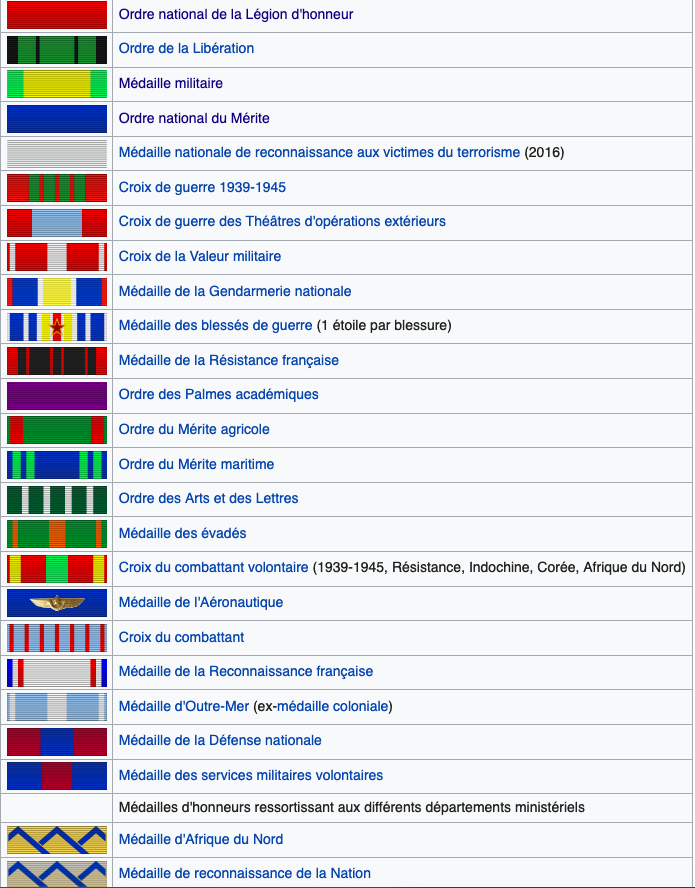 Ordre national de la Légion d'honneur
Ordre de la Libération
Médaille militaire
Ordre national du Mérite
Médaille nationale de reconnaissance aux victimes du terrorisme (2016)
Croix de guerre 1939-1945
Croix de guerre des Théâtres d'opérations extérieurs
Croix de la Valeur militaire
Médaille de la Gendarmerie nationale
Médaille des blessés de guerre (1 étoile par blessure)
Médaille de la Résistance française
Ordre des Palmes académiques
Ordre du Mérite agricole
Ordre du Mérite maritime
Ordre des Arts et des Lettres
Médaille des évadés
Croix du combattant volontaire (1939-1945, Résistance, Indochine, Corée, Afrique du Nord)
Médaille de l'Aéronautique
Croix du combattant
Médaille de la Reconnaissance française
Médaille d'Outre-Mer (ex-médaille coloniale)
Médaille de la Défense nationale
Médaille des services militaires volontaires
Médailles d'honneurs ressortissant aux différents départements ministériels
Médaille d'Afrique du Nord
Médaille de reconnaissance de la Nation